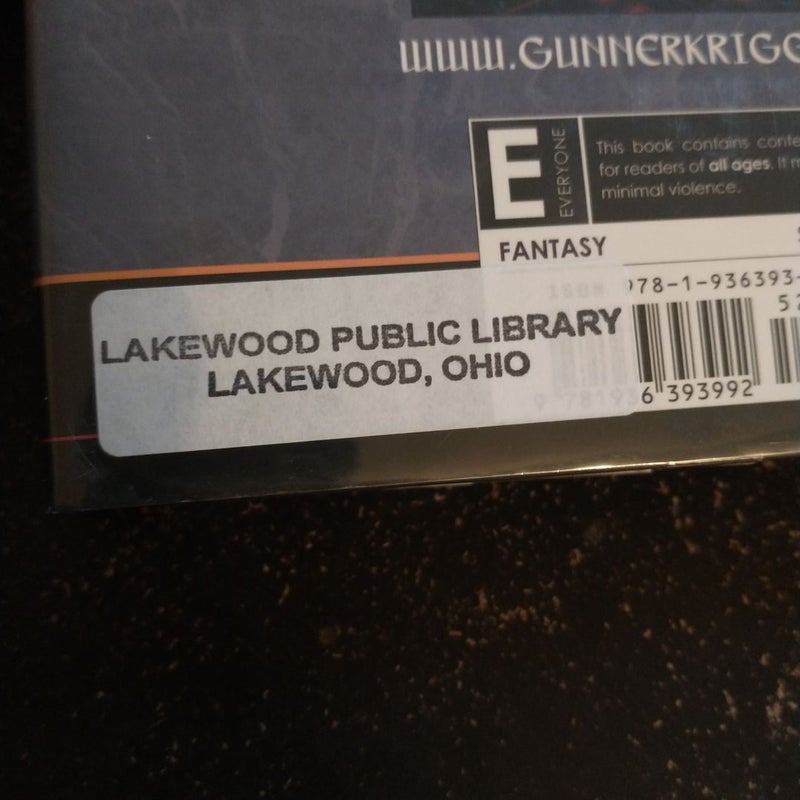 WWW.GUNNERKRIGG
E
EVERYONE
This book contains conte
for readers of all ages. It m
minimal violence.
FANTASY
ISBN 978-1-936393-
LAKEWOOD PUBLIC LIBRARY
LAKEWOOD, OHIO
52
9 781936 393992